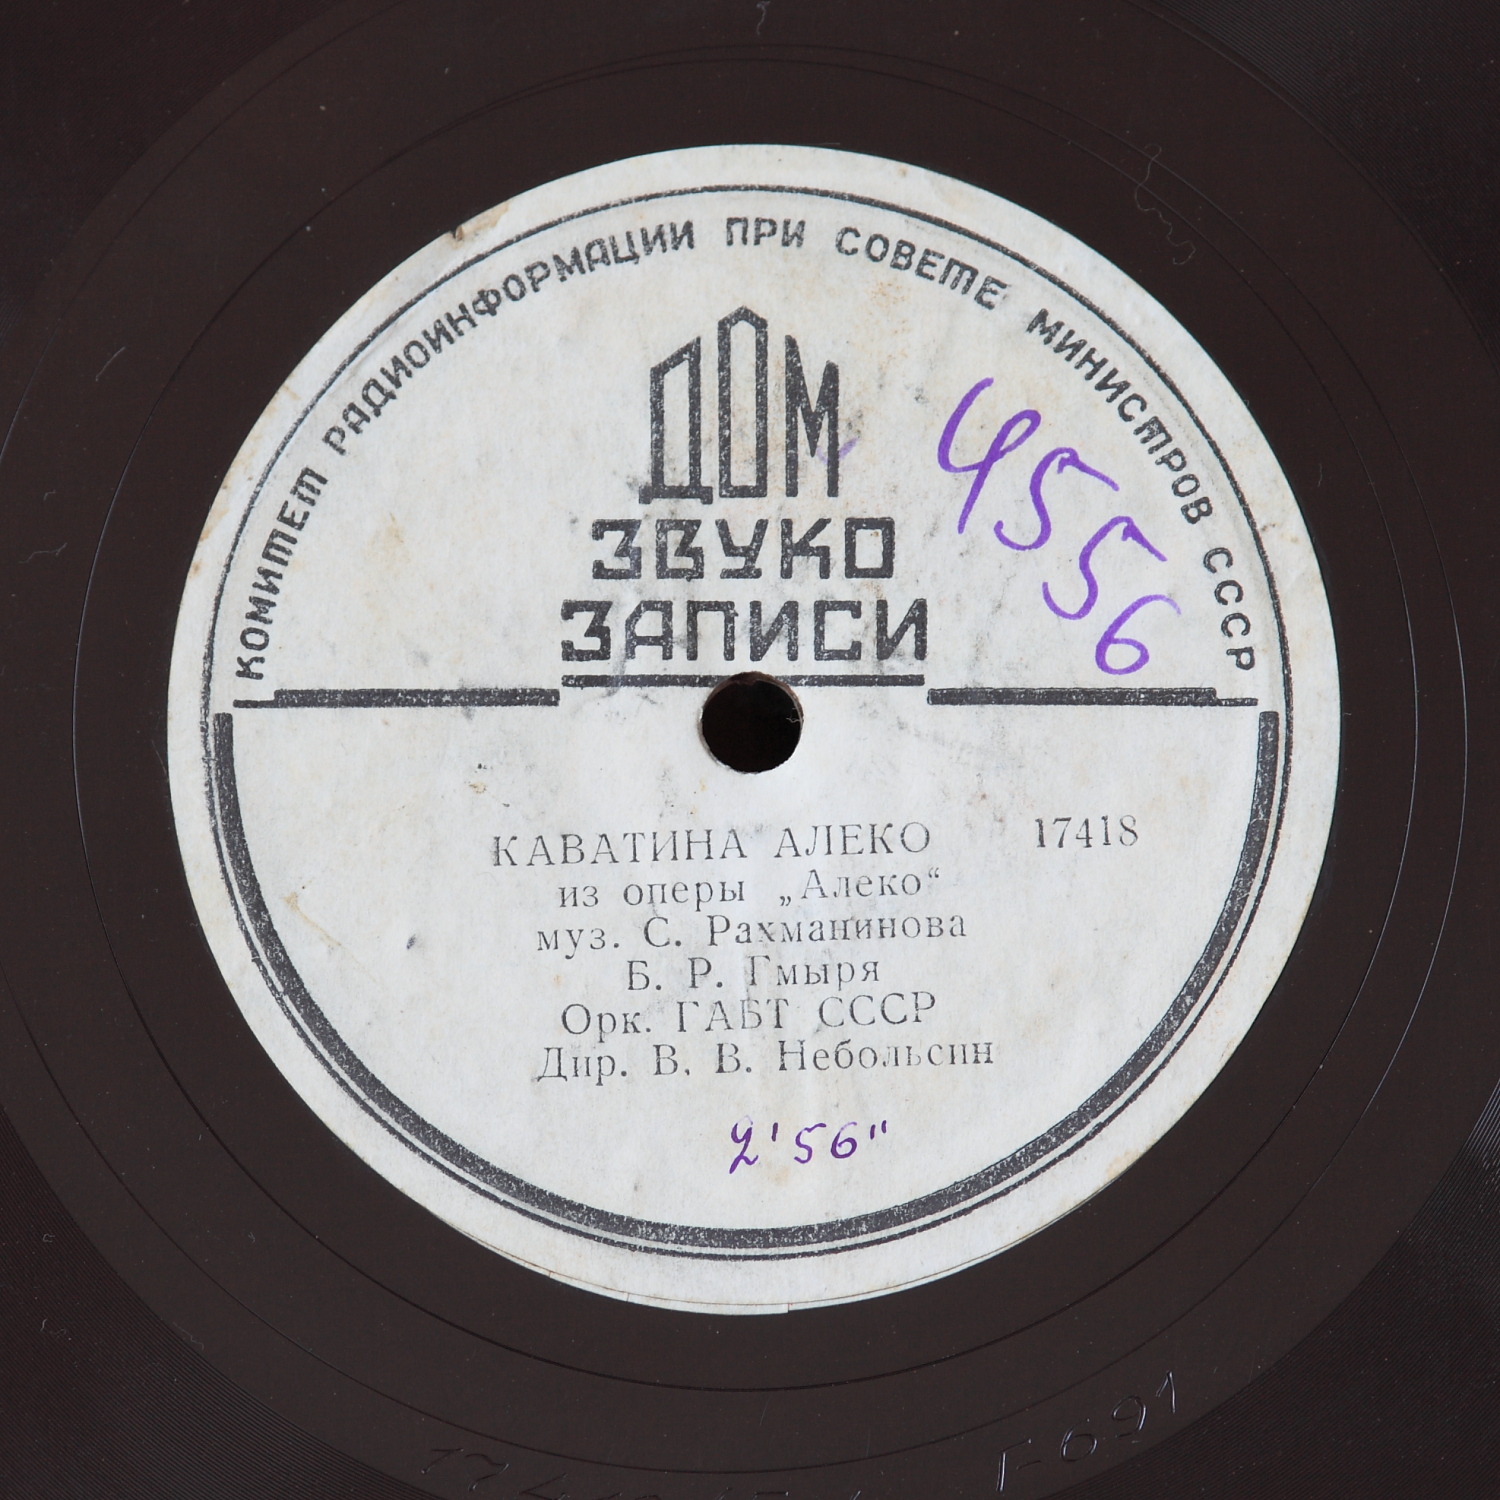 КОМИТЕТ РАДИОИНФОРМАЦИИ ПРИ СОВЕТЕ МИНИСТРОВ СССР
ДОМ
ЗВУКО
ЗАПИСИ
4556
КАВАТИНА АЛЕКО 17418
из оперы „Алеко“
муз. С. Рахманинова
Б. Р. Гмыря
Орк. ГАБТ СССР
Дир. В. В. Небольсин
2'56"
Г-691